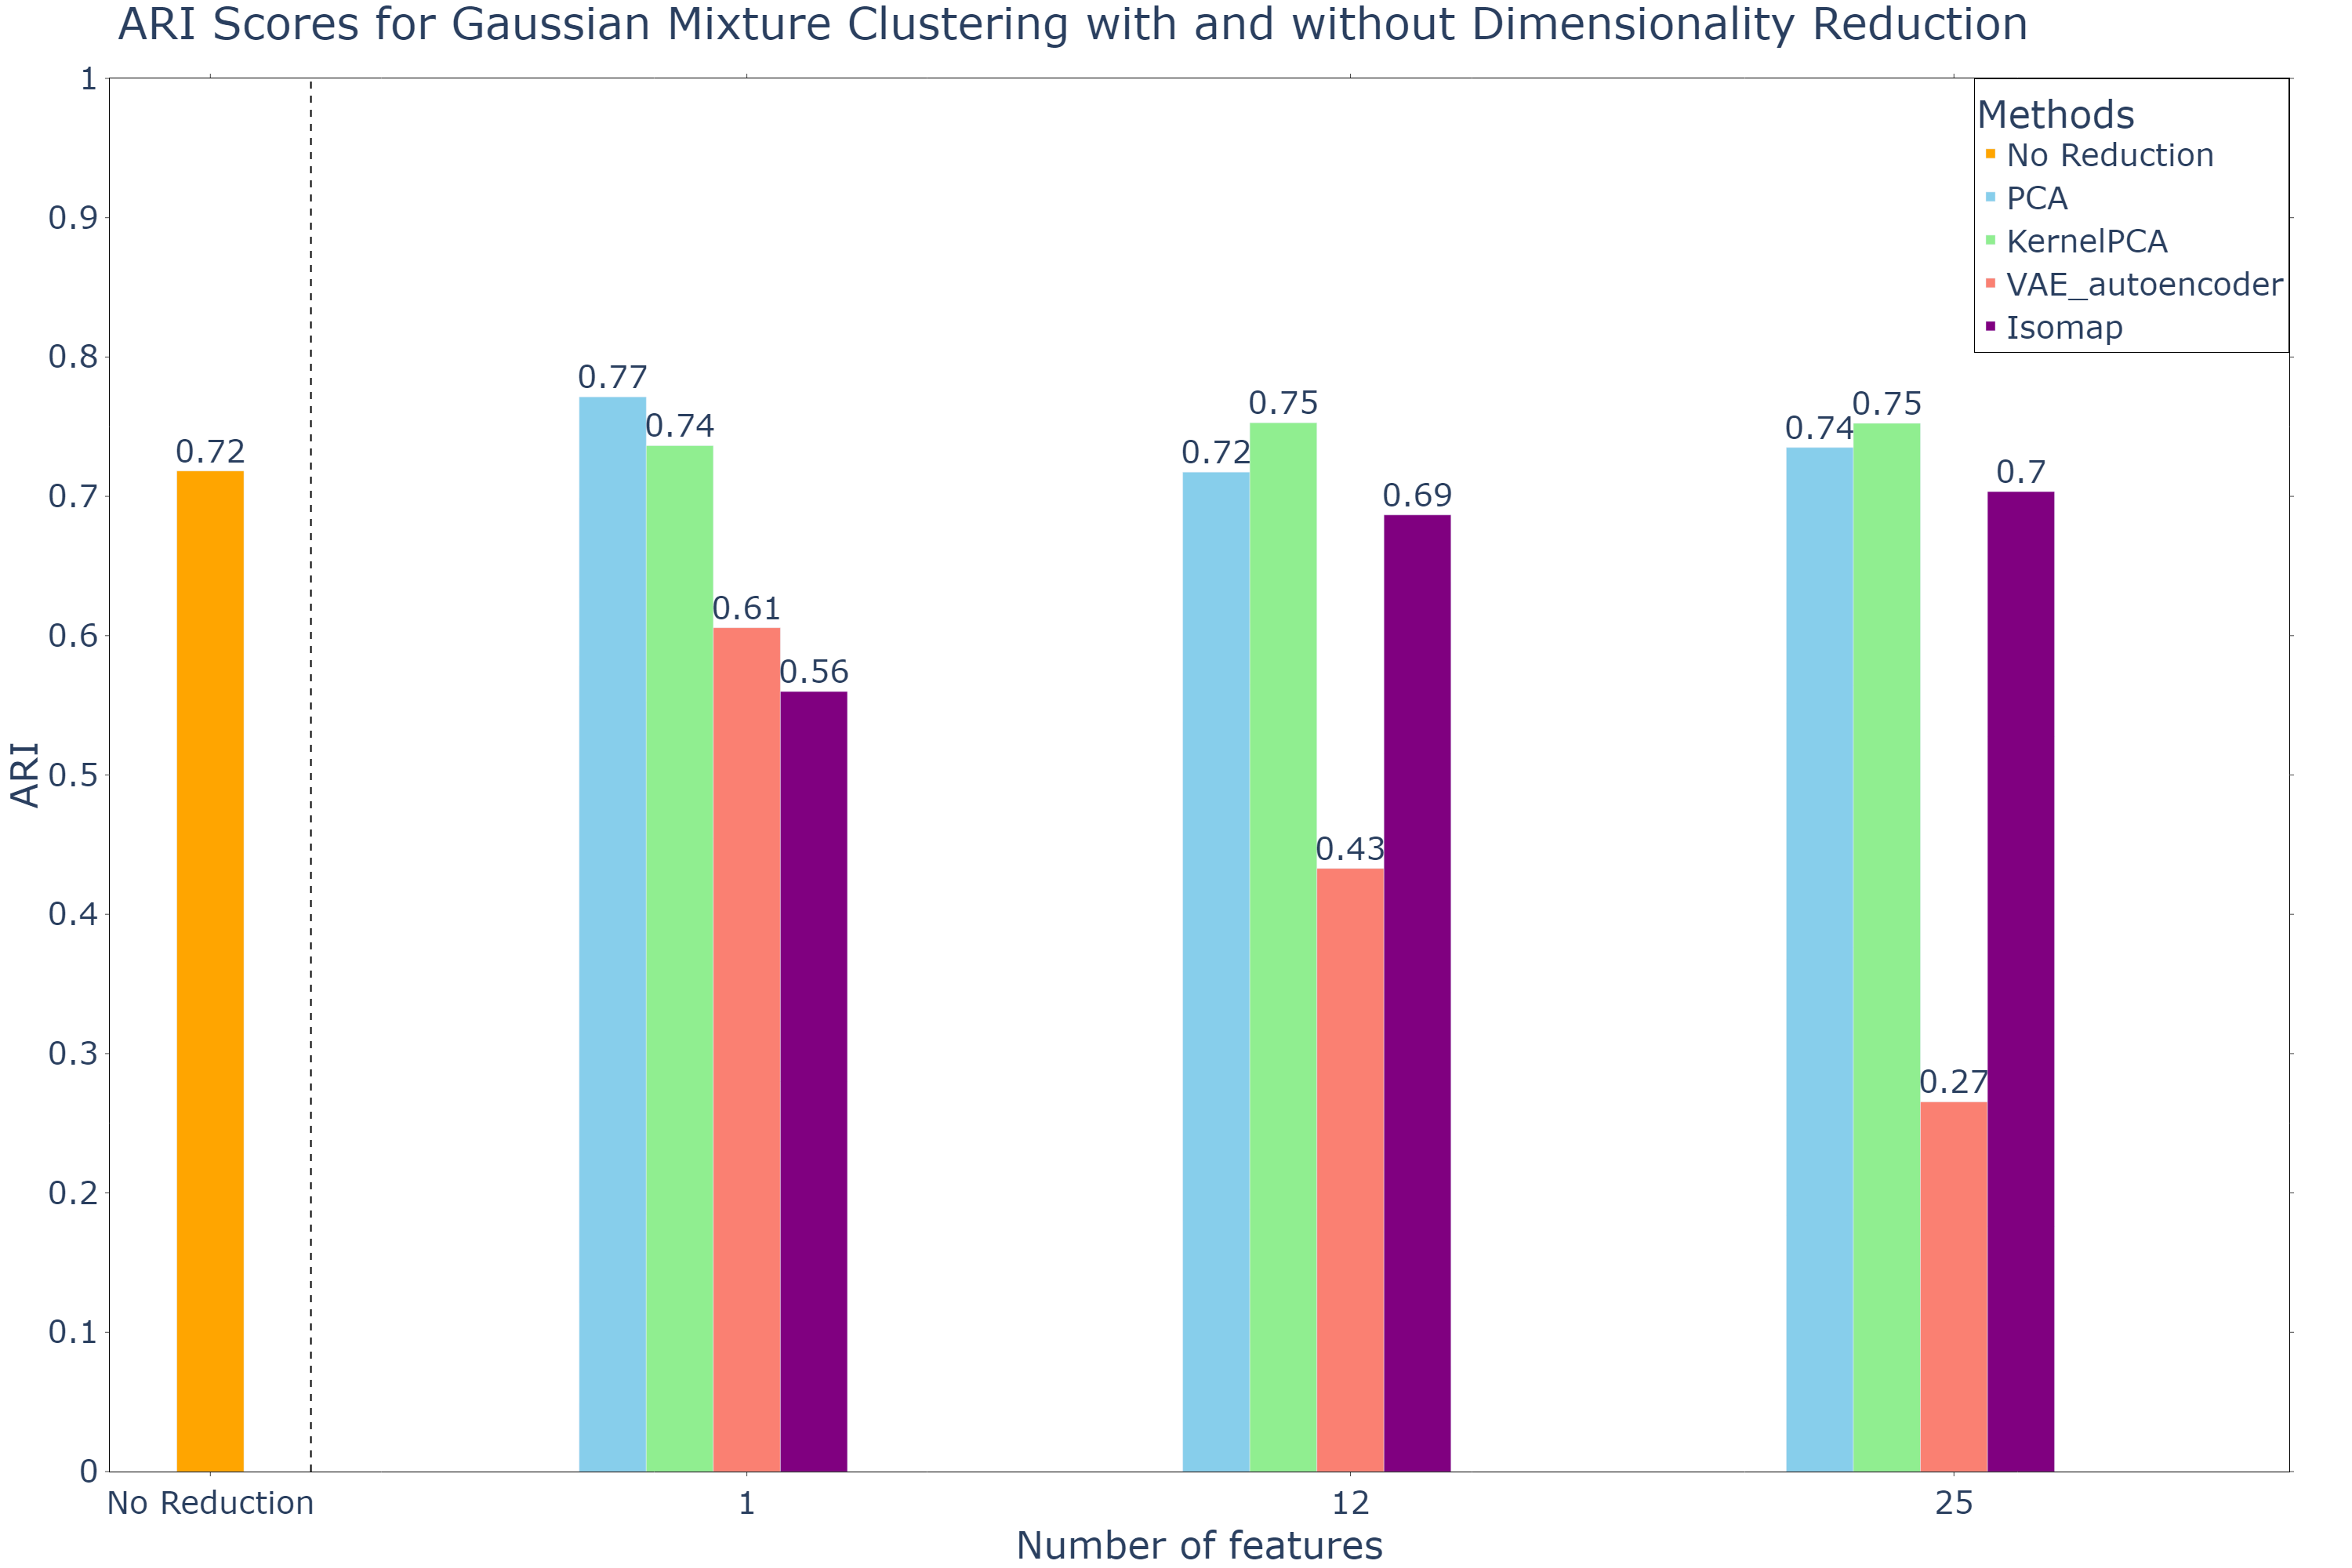 ARI Scores for Gaussian Mixture Clustering with and without Dimensionality Reduction
Methods
No Reduction
PCA
KernelPCA
VAE_autoencoder
Isomap
ARI
1
0.9
0.8
0.7
0.6
0.5
0.4
0.3
0.2
0.1
0
0.72
0.77
0.74
0.61
0.56
0.72
0.75
0.43
0.69
0.74
0.75
0.27
0.7
No Reduction
1
12
25
Number of features